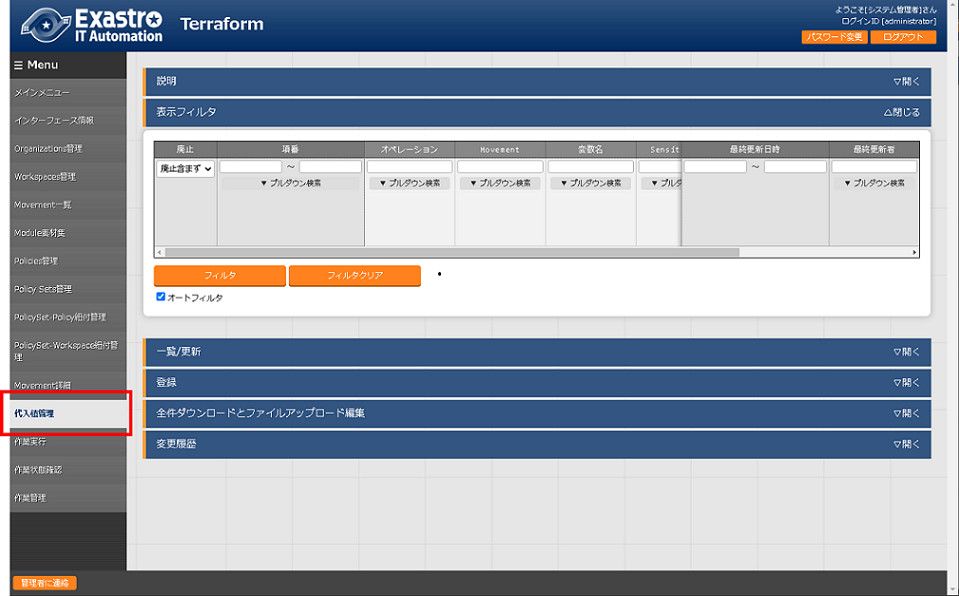 Exastro
IT Automation
Terraform
ようこそ[システム管理者]さん
ログインID [administrator]
パスワード変更 ログアウト
☰ Menu
メインメニュー
インターフェース情報
Organizations管理
Workspaces管理
Movement一覧
Module素材集
Policies管理
Policy Sets管理
PolicySet-Policy紐付管理
PolicySet-Workspace紐付管
理
Movement詳細
代入値管理
作業実行
作業状態確認
作業管理
説明 ▽開く
表示フィルタ △閉じる
廃止 項番 オペレーション Movement 変数名 Sensit 最終更新日時 最終更新者
廃止含まず ～ ～
▼ プルダウン検索 ▼ プルダウン検索 ▼ プルダウン検索 ▼ プルダウン検索 ▼ プルダ ▼ プルダウン検索
フィルタ フィルタクリア
オートフィルタ
一覧/更新 ▽開く
登録 ▽開く
全件ダウンロードとファイルアップロード編集 ▽開く
変更履歴 ▽開く
管理者に連絡